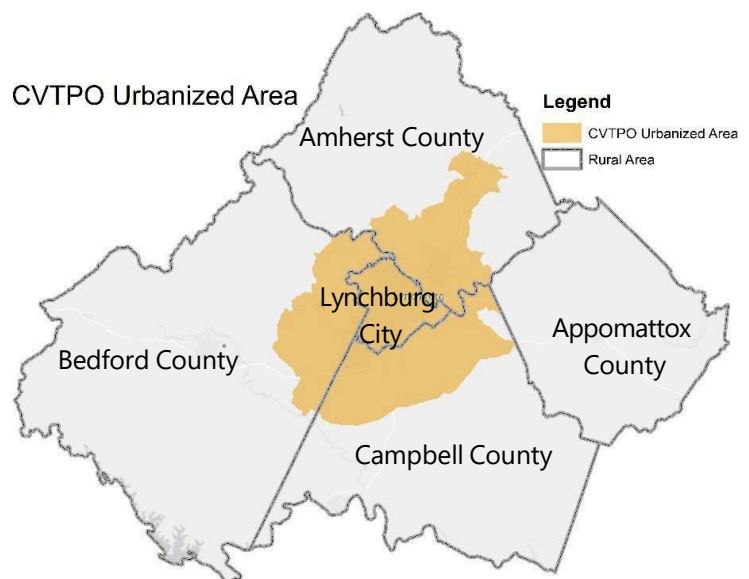 CVTPO Urbanized Area
Legend
CVTPO Urbanized Area
Rural Area
Amherst County
Lynchburg
City
Appomattox
County
Bedford County
Campbell County